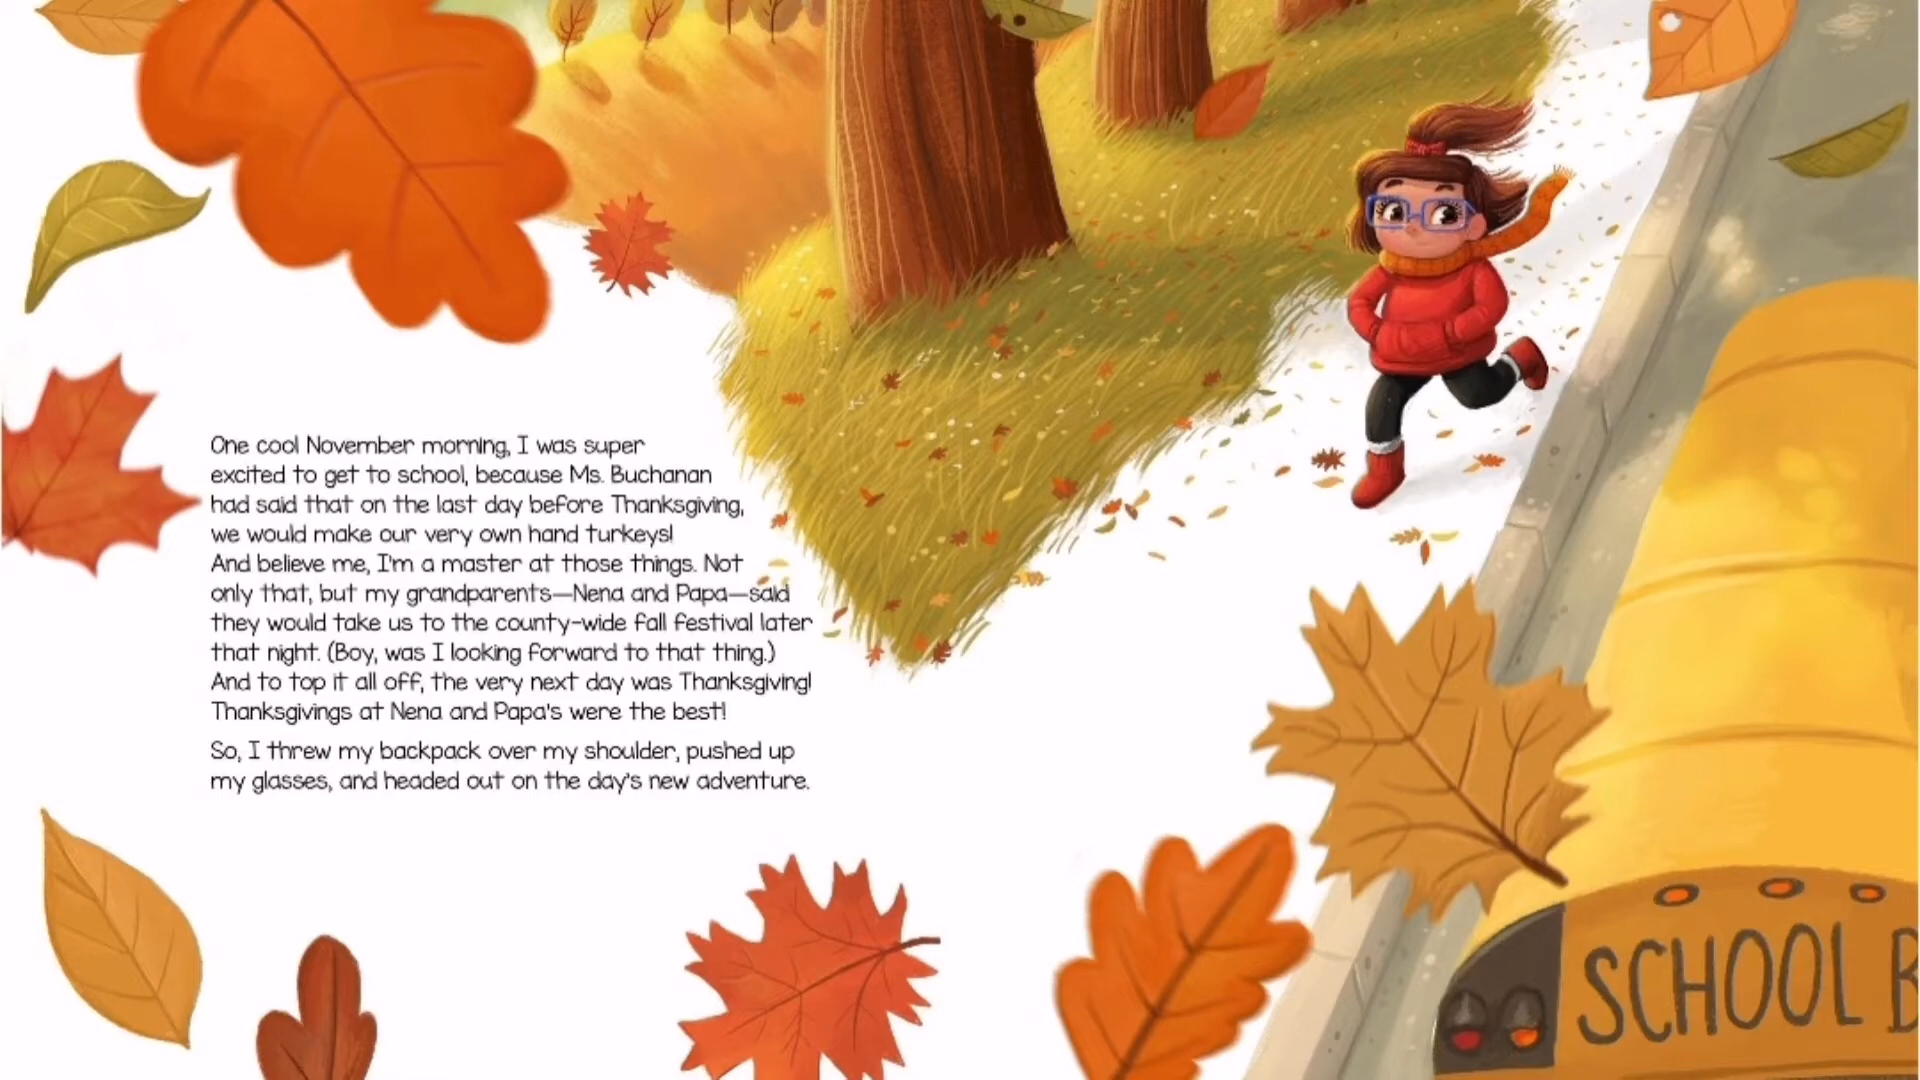 One cool November morning, I was super
excited to get to school, because Ms. Buchanan
had said that on the last day before Thanksgiving,
we would make our very own hand turkeys!
And believe me, I'm a master at those things. Not
only that, but my grandparents—Nena and Papa—said
they would take us to the county-wide fall festival later
that night. (Boy, was I looking forward to that thing.)
And to top it all off, the very next day was Thanksgiving!
Thanksgivings at Nena and Papa's were the best!
So, I threw my backpack over my shoulder, pushed up
my glasses, and headed out on the day's new adventure.
SCHOOL B